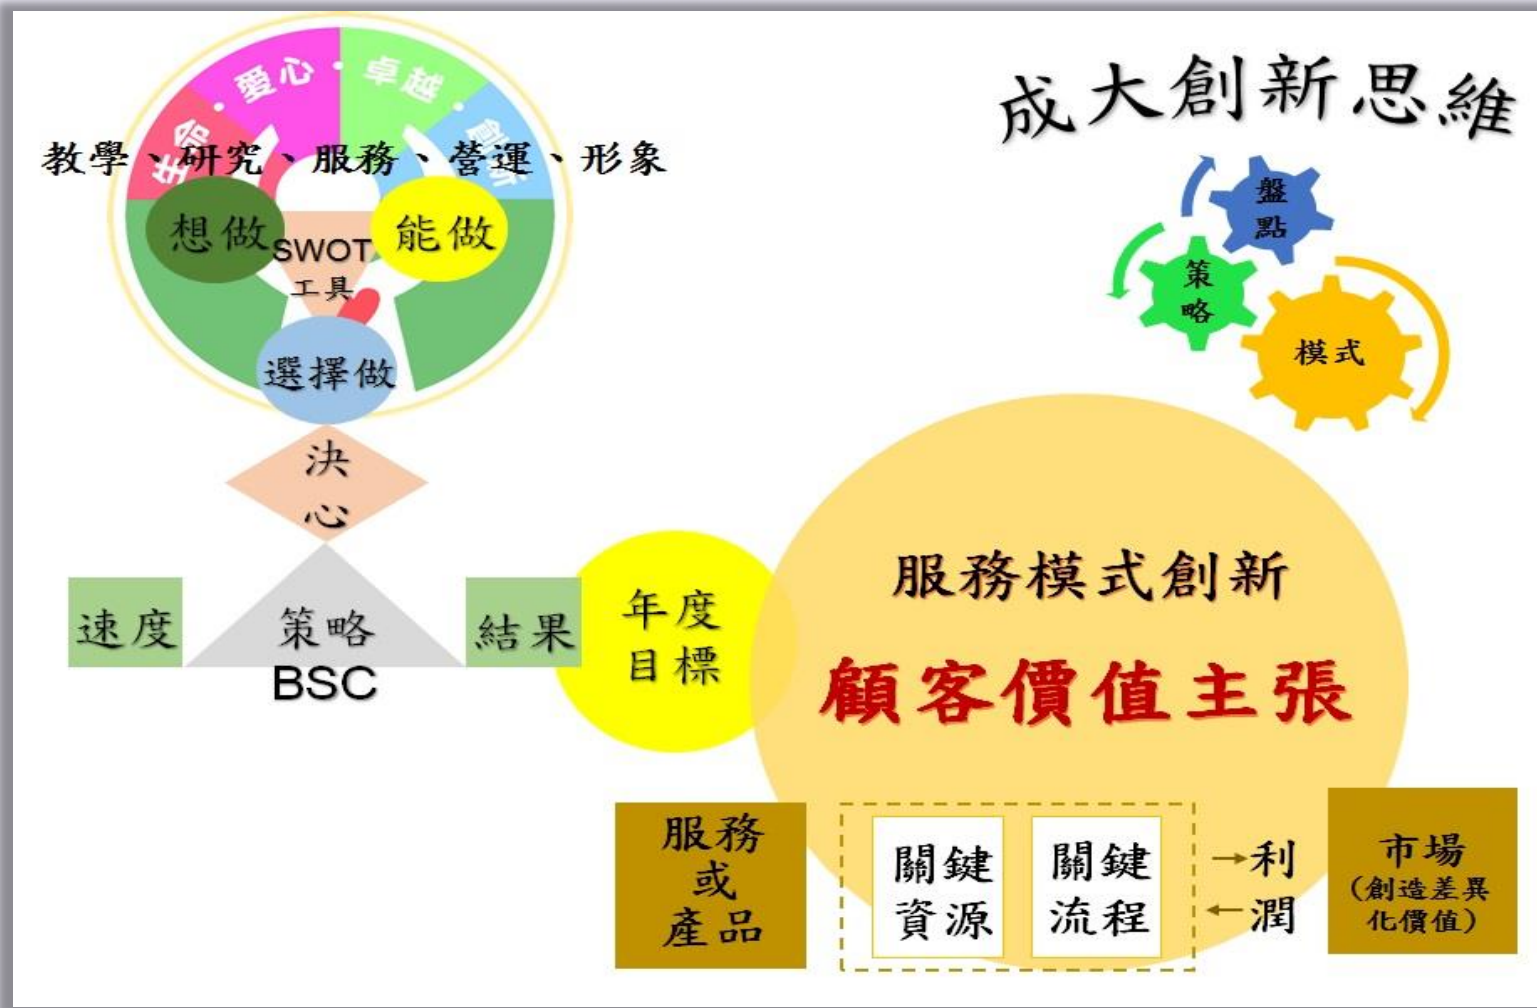 生命・愛心・卓越・創新
成大創新思維
教學、研究、服務、營運、形象
想做
能做
SWOT
工具
選擇做
盤
點
策
略
模式
決
心
速度
策略
BSC
結果
年度
目標
服務模式創新
顧客價值主張
服務
或
產品
關鍵
資源
關鍵
流程
→利
←潤
市場
(創造差異
化價值)